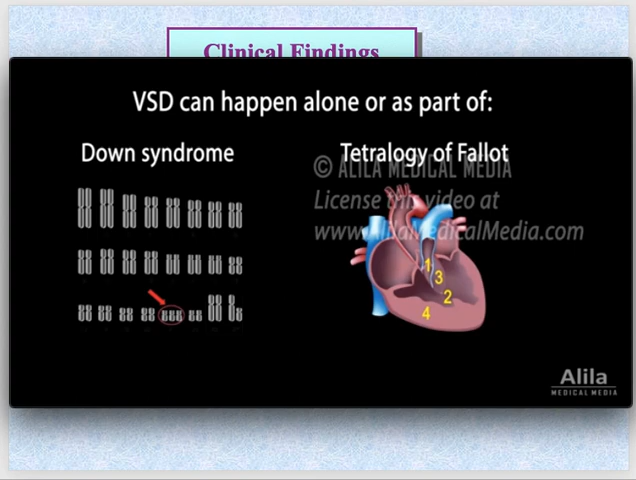 Clinical Findings
VSD can happen alone or as part of:
Down syndrome
Tetralogy of Fallot
© ALILA MEDICAL MEDIA
License this video at
www.AlilaMedicalMedia.com
1
3
2
4
Alila
MEDICAL MEDIA